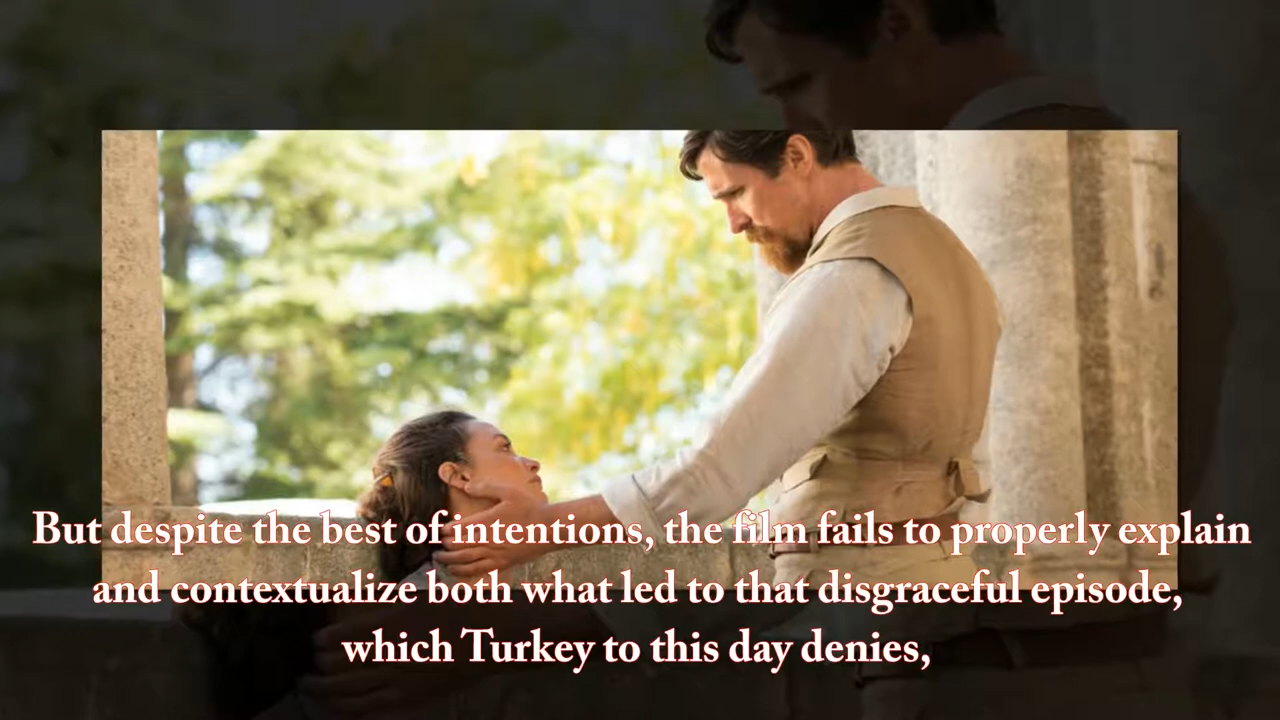 But despite the best of intentions, the film fails to properly explain
and contextualize both what led to that disgraceful episode,
which Turkey to this day denies,